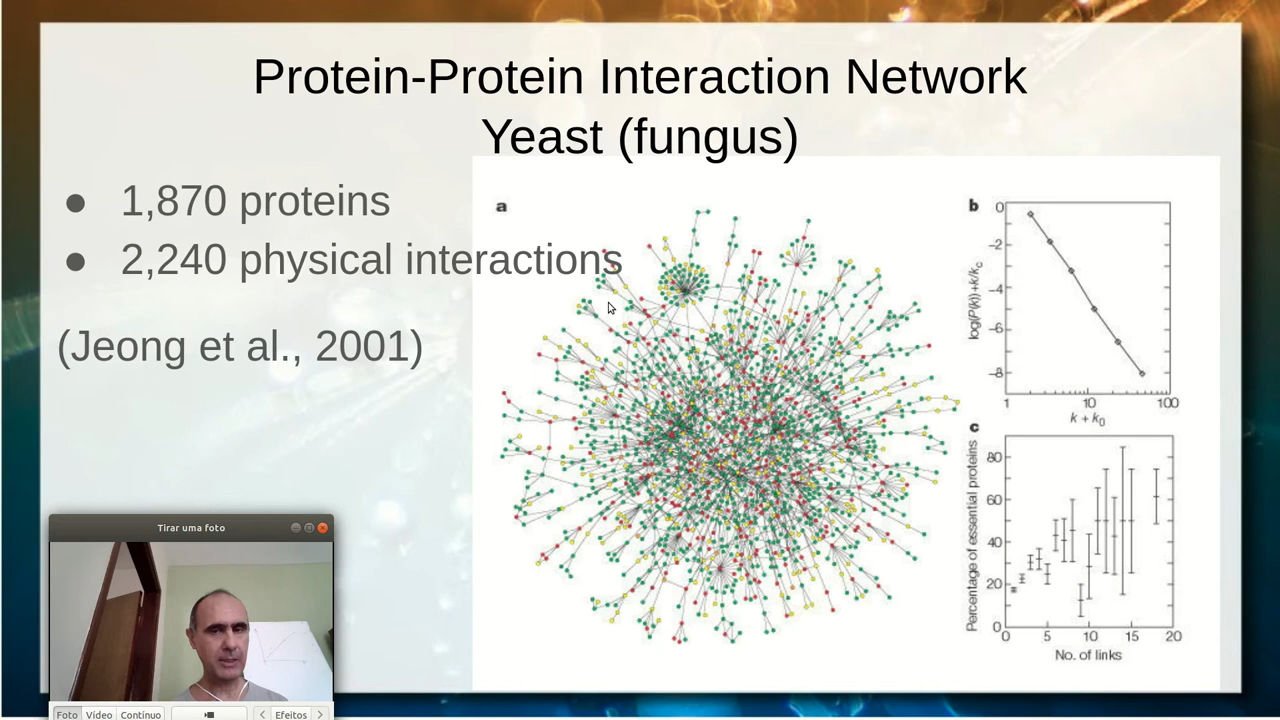 Protein-Protein Interaction Network
Yeast (fungus)
● 1,870 proteins
● 2,240 physical interactions
(Jeong et al., 2001)
a
b
0
–2
–4
–6
–8
log(P(k))+k/kc
1 10 100
k + k0
c
80
60
40
20
0
Percentage of essential proteins
0 5 10 15 20
No. of links
Tirar uma foto
Foto Vídeo Contínuo Efeitos